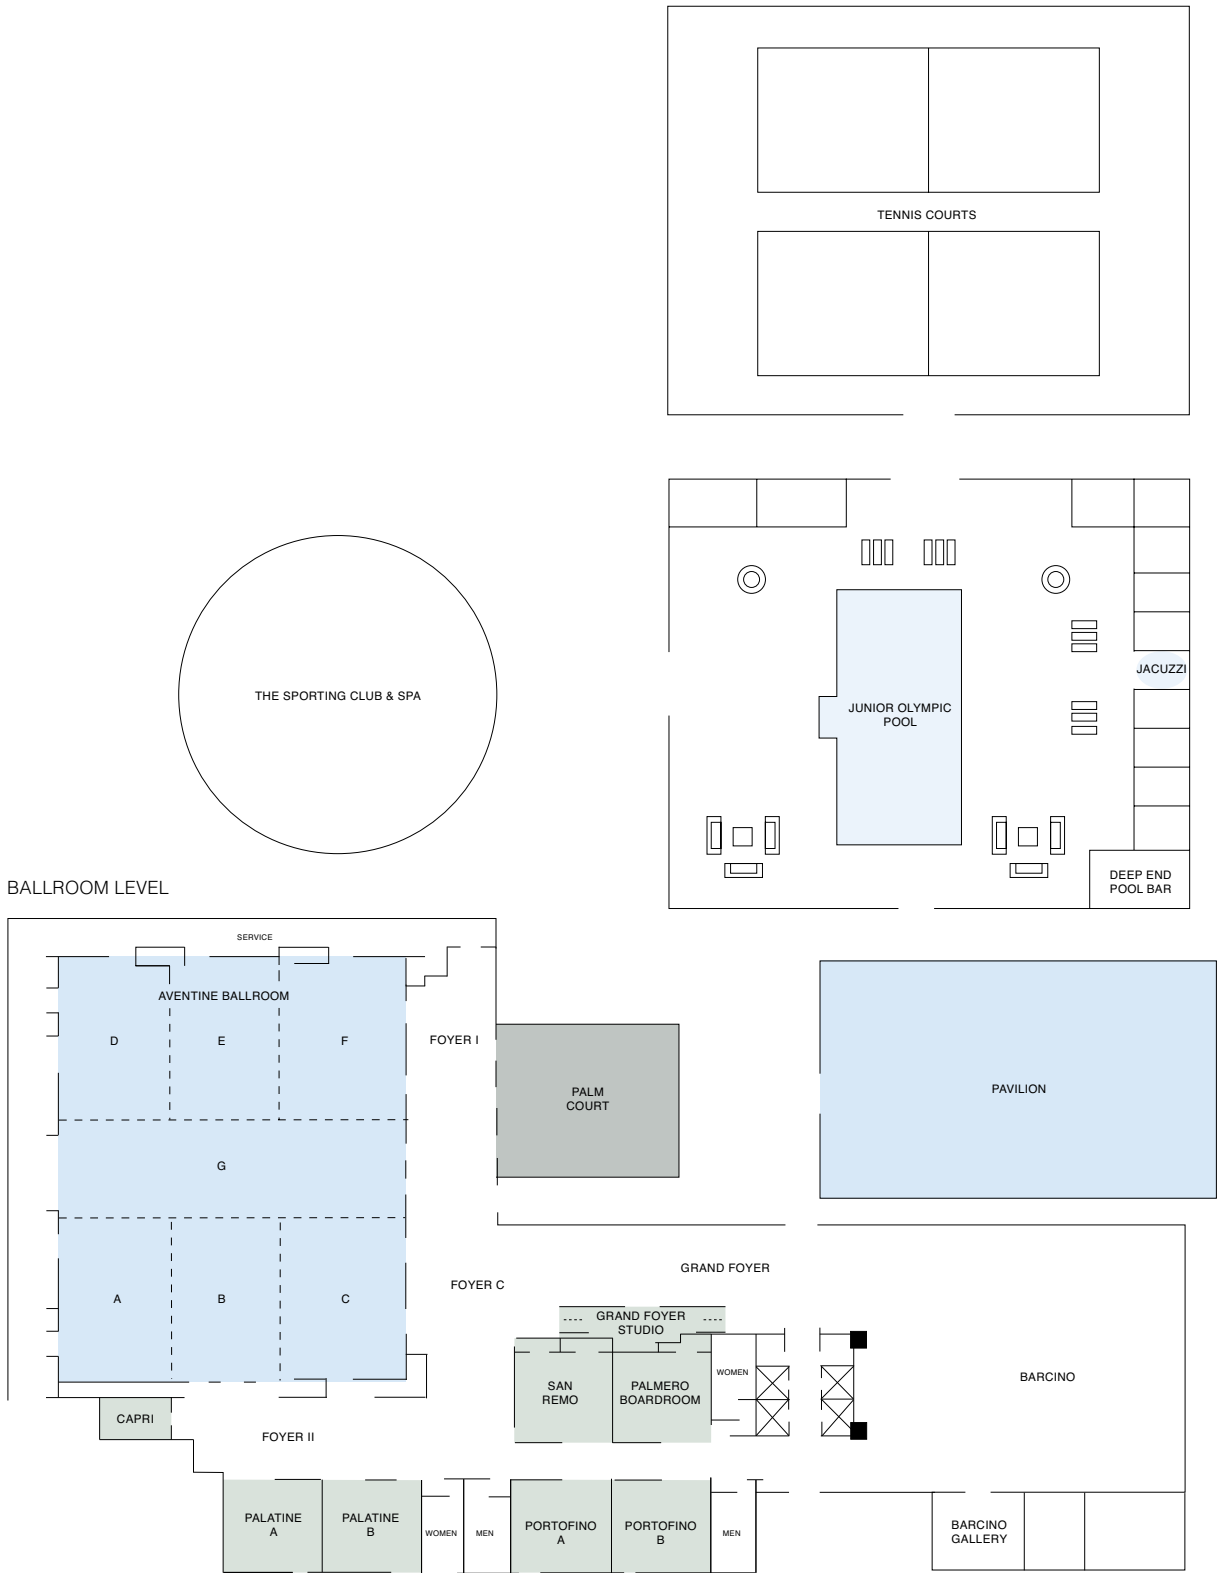 TENNIS COURTS
THE SPORTING CLUB & SPA
JACUZZI
JUNIOR OLYMPIC
POOL
DEEP END
POOL BAR
BALLROOM LEVEL
SERVICE
AVENTINE BALLROOM
D
E
F
FOYER I
PALM
COURT
PAVILION
G
A
B
C
FOYER C
GRAND FOYER
GRAND FOYER
STUDIO
WOMEN
SAN
REMO
PALMERO
BOARDROOM
BARCINO
CAPRI
FOYER II
PALATINE
A
PALATINE
B
WOMEN
MEN
PORTOFINO
A
PORTOFINO
B
MEN
BARCINO
GALLERY